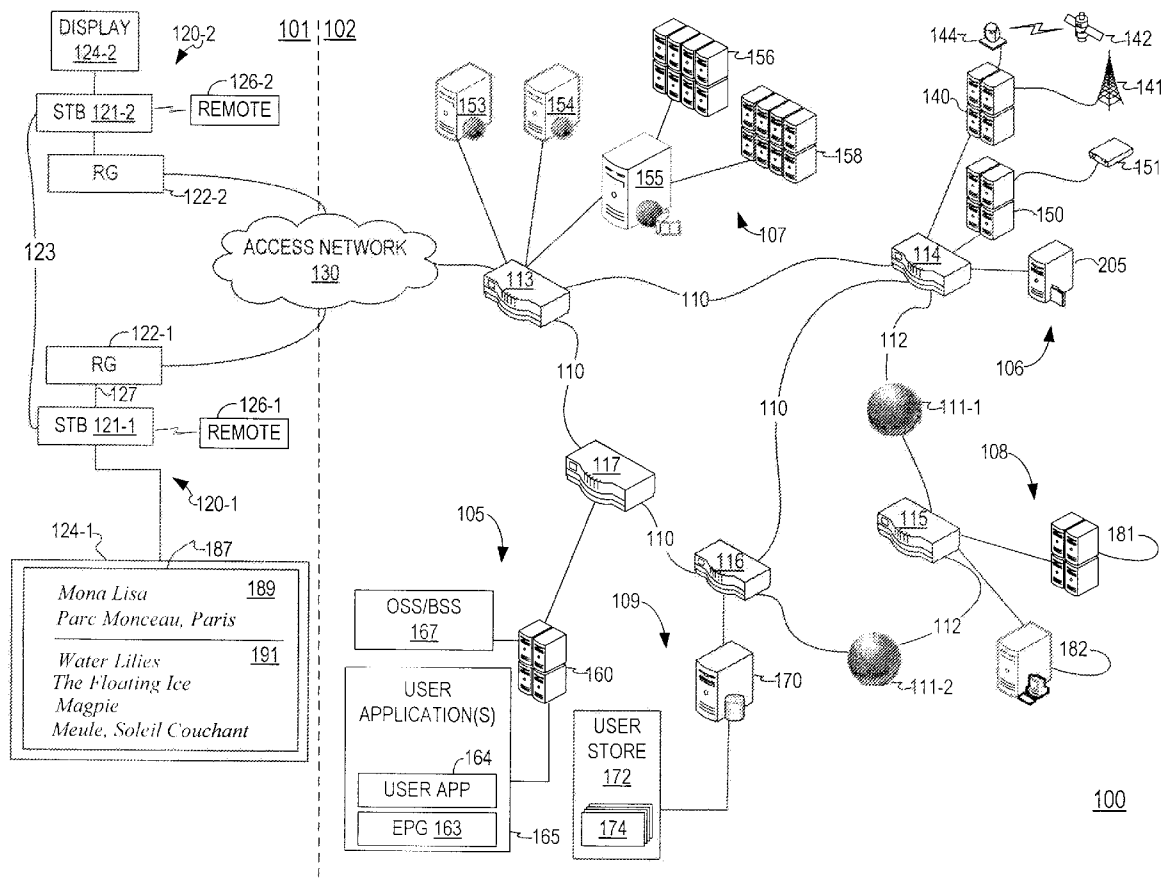 DISPLAY
124-2
120-2
101
102
126-2
STB 121-2
REMOTE
RG
122-2
123
ACCESS NETWORK
130
122-1
RG
127
126-1
STB 121-1
REMOTE
120-1
124-1
187
Mona Lisa
189
Parc Monceau, Paris
Water Lilies
191
The Floating Ice
Magpie
Meule, Soleil Couchant
153
154
156
155
158
107
113
110
110
110
110
144
142
140
141
151
150
114
205
106
112
111-1
108
115
181
182
112
111-2
117
116
105
109
OSS/BSS
167
160
170
USER
APPLICATION(S)
164
USER APP
EPG 163
165
USER
STORE
172
174
100